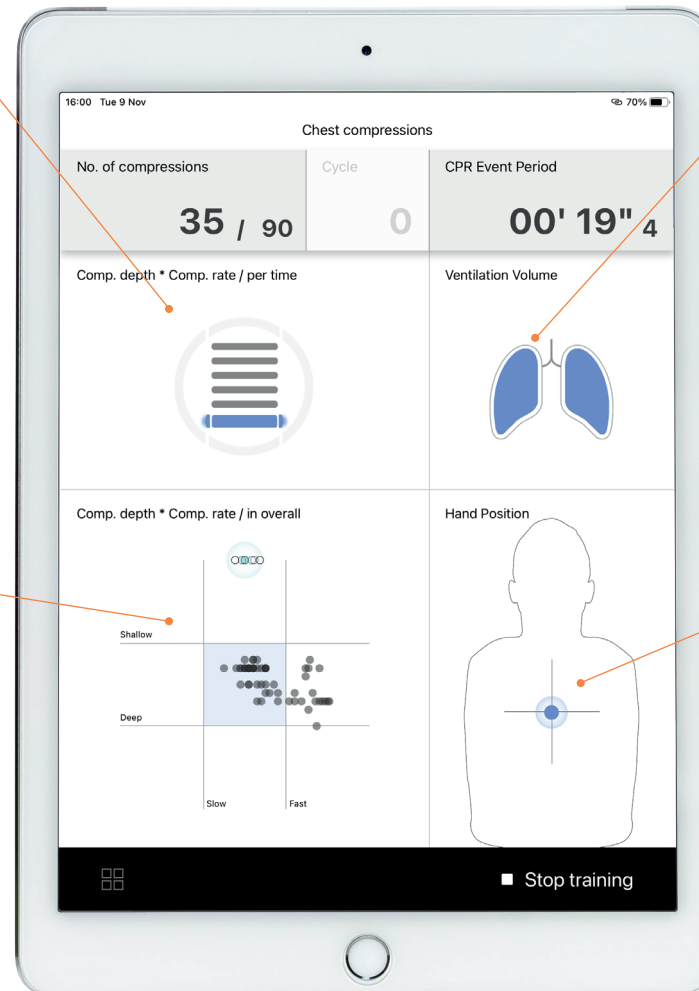 16:00 Tue 9 Nov 70%
Chest compressions
No. of compressions
35 / 90
Cycle
0
CPR Event Period
00' 19" 4
Comp. depth * Comp. rate / per time
Ventilation Volume
Comp. depth * Comp. rate / in overall
Shallow
Deep
Slow
Fast
Hand Position
Stop training